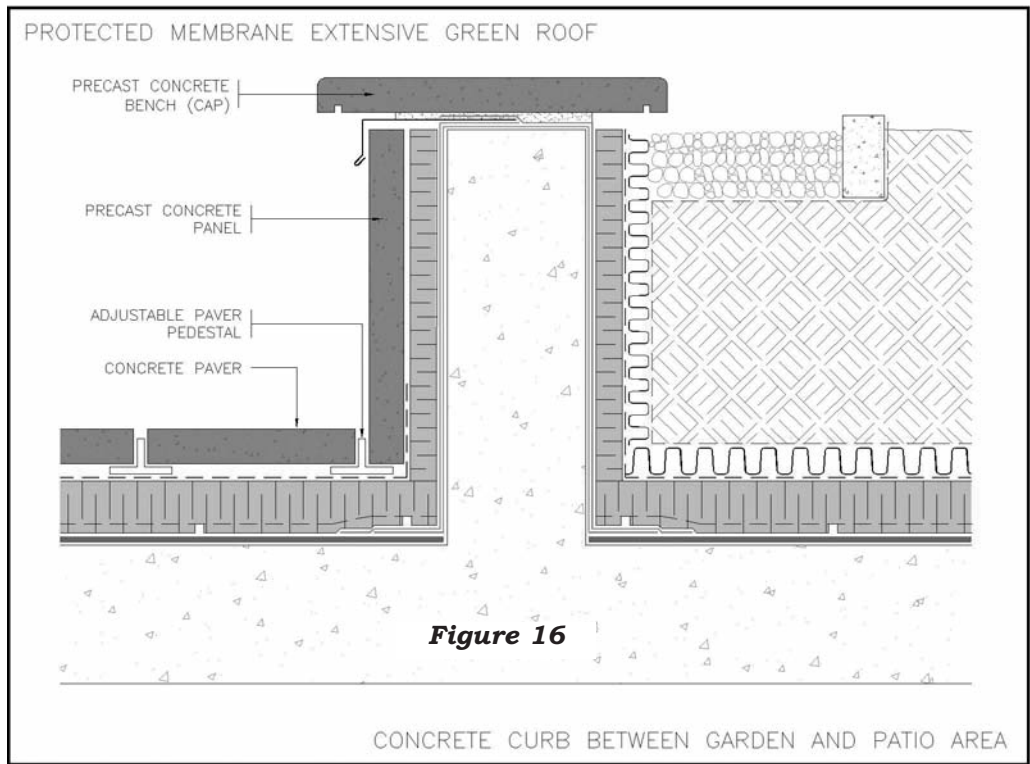 PROTECTED MEMBRANE EXTENSIVE GREEN ROOF
PRECAST CONCRETE
BENCH (CAP)
PRECAST CONCRETE
PANEL
ADJUSTABLE PAVER
PEDESTAL
CONCRETE PAVER
Figure 16
CONCRETE CURB BETWEEN GARDEN AND PATIO AREA